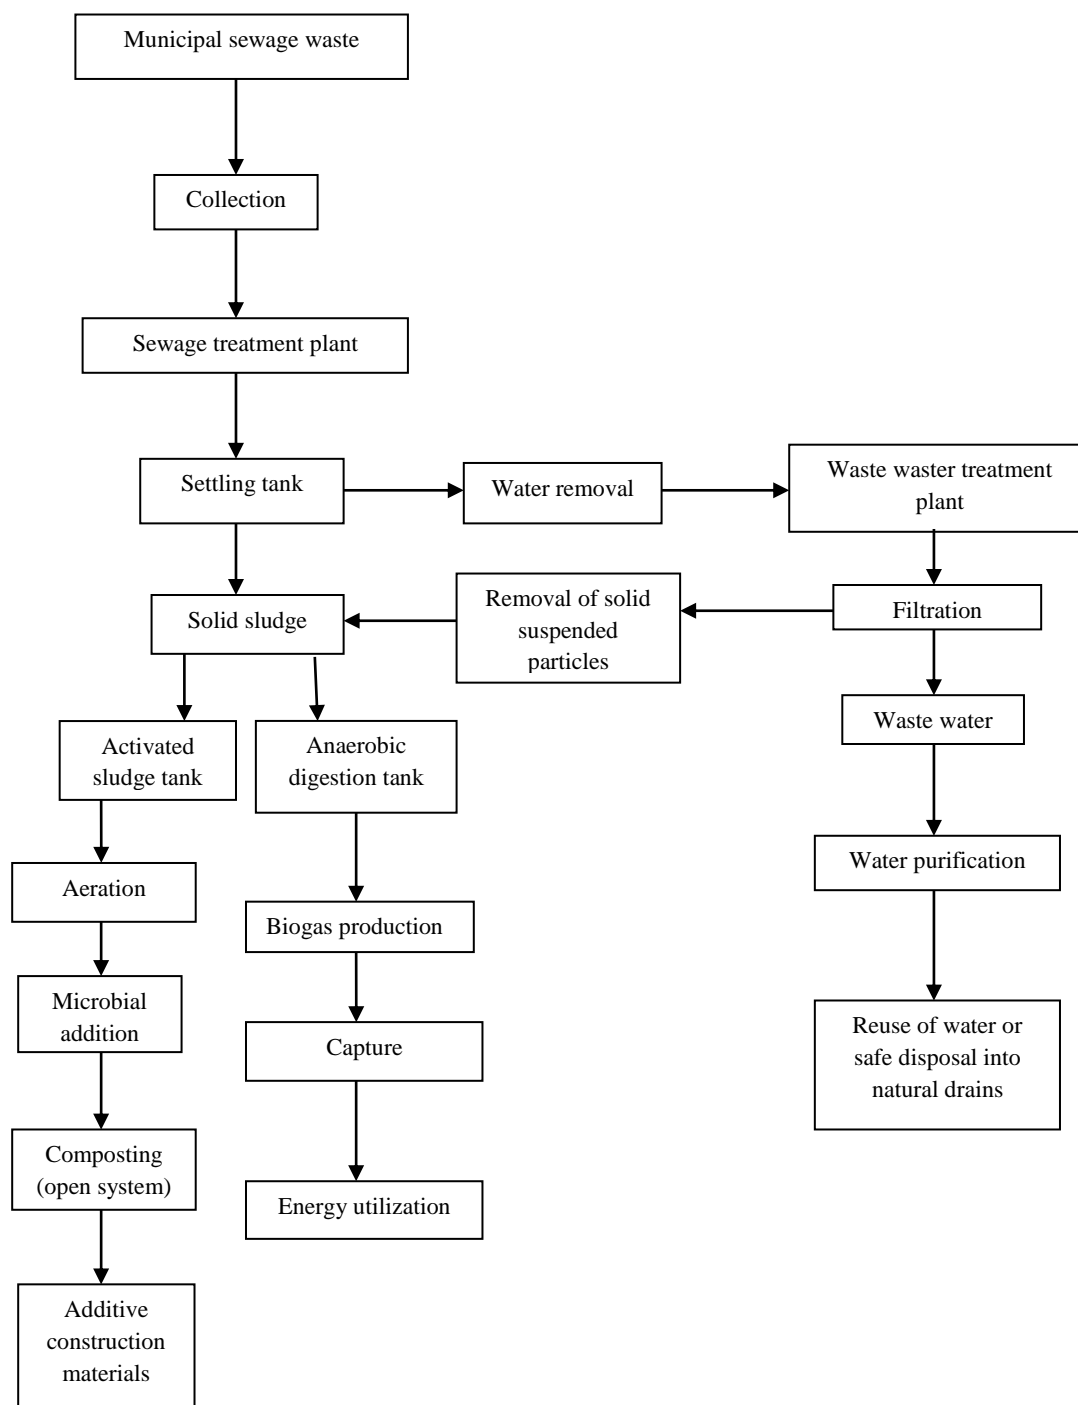 Municipal sewage waste
Collection
Sewage treatment plant
Settling tank
Water removal
Waste waster treatment
plant
Solid sludge
Removal of solid
suspended
particles
Filtration
Waste water
Activated
sludge tank
Anaerobic
digestion tank
Water purification
Aeration
Biogas production
Microbial
addition
Capture
Reuse of water or
safe disposal into
natural drains
Composting
(open system)
Energy utilization
Additive
construction
materials